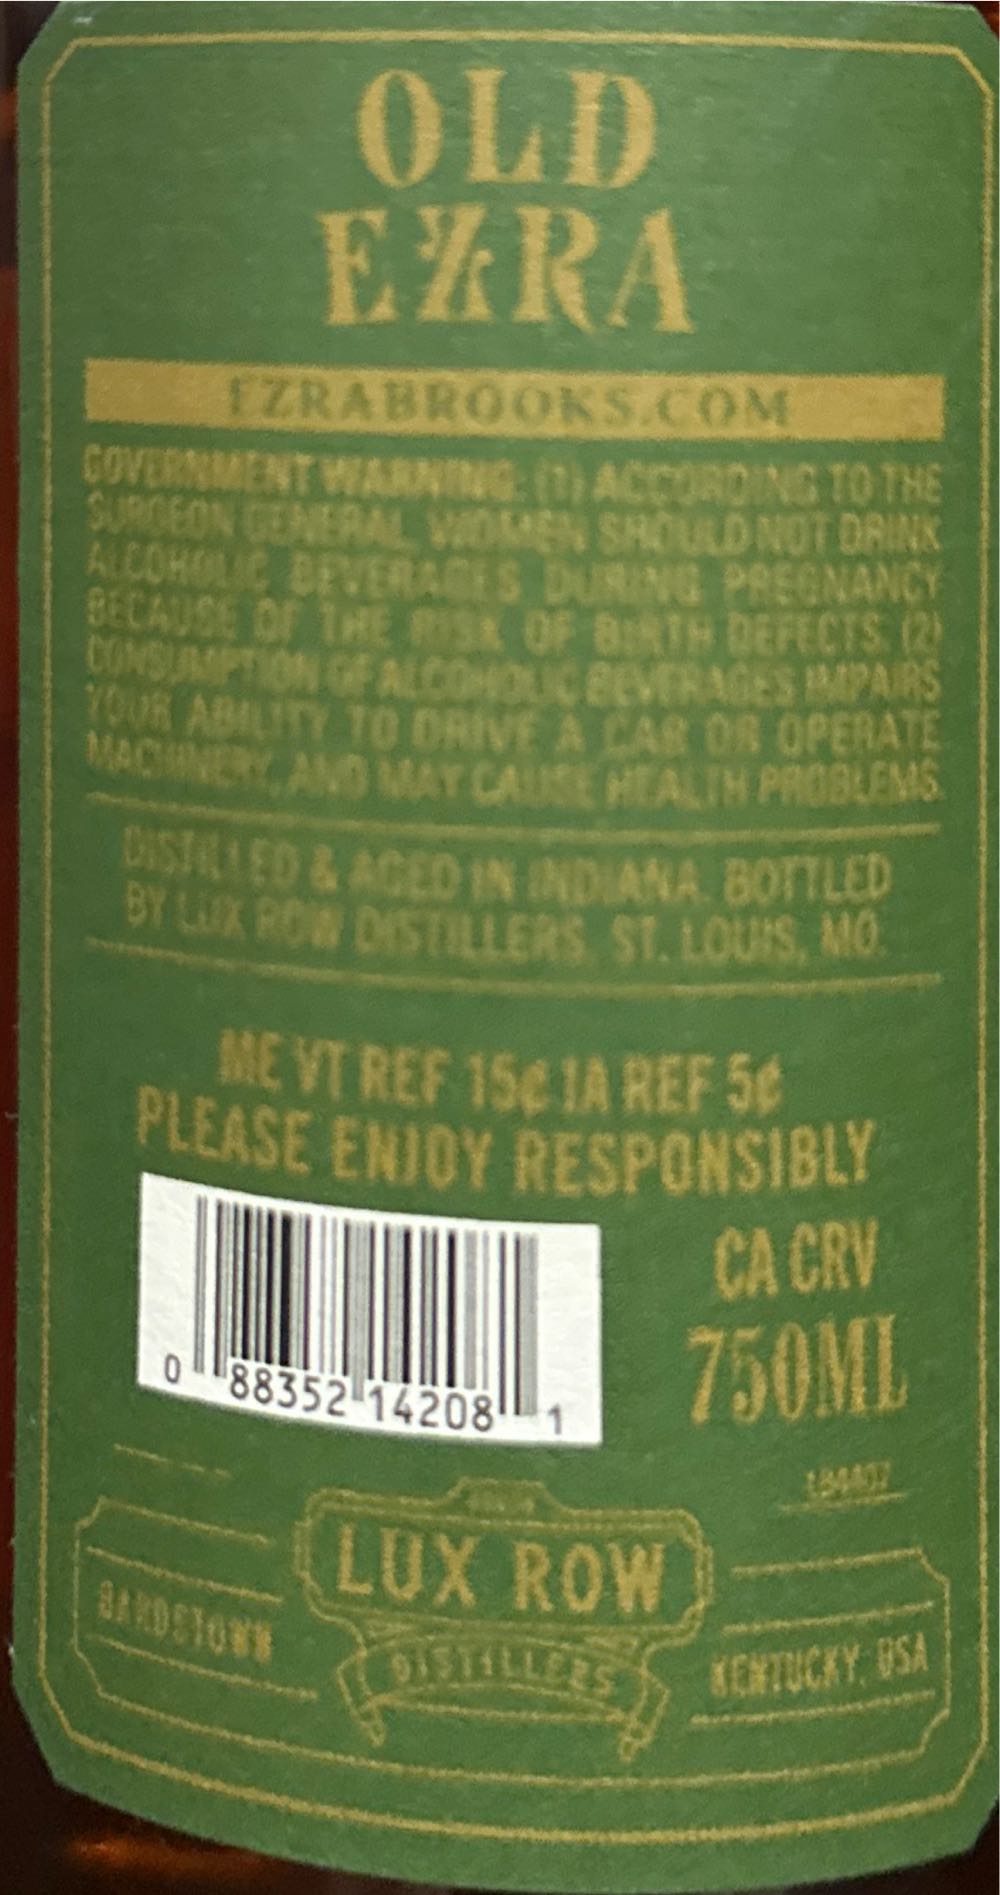 OLD
EZRA
EZRABROOKS.COM
GOVERNMENT WARNING: (1) ACCORDING TO THE
SURGEON GENERAL, WOMEN SHOULD NOT DRINK
ALCOHOLIC BEVERAGES DURING PREGNANCY
BECAUSE OF THE RISK OF BIRTH DEFECTS. (2)
CONSUMPTION OF ALCOHOLIC BEVERAGES IMPAIRS
YOUR ABILITY TO DRIVE A CAR OR OPERATE
MACHINERY, AND MAY CAUSE HEALTH PROBLEMS.
DISTILLED & AGED IN INDIANA. BOTTLED
BY LUX ROW DISTILLERS, ST. LOUIS, MO.
ME VT REF 15¢ IA REF 5¢
PLEASE ENJOY RESPONSIBLY
CA CRV
750ML
0 88352 14208 1
LUX ROW
DISTILLERS
BARDSTOWN
KENTUCKY, USA